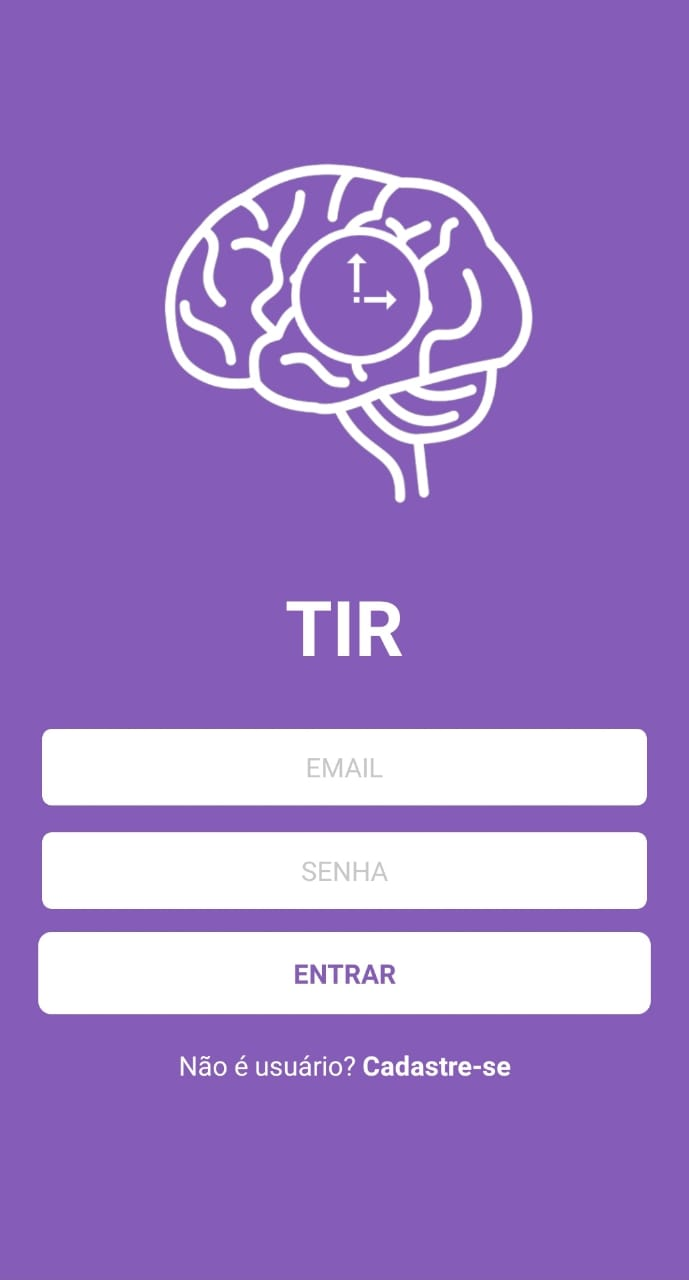 TIR
EMAIL
SENHA
ENTRAR
Não é usuário? Cadastre-se